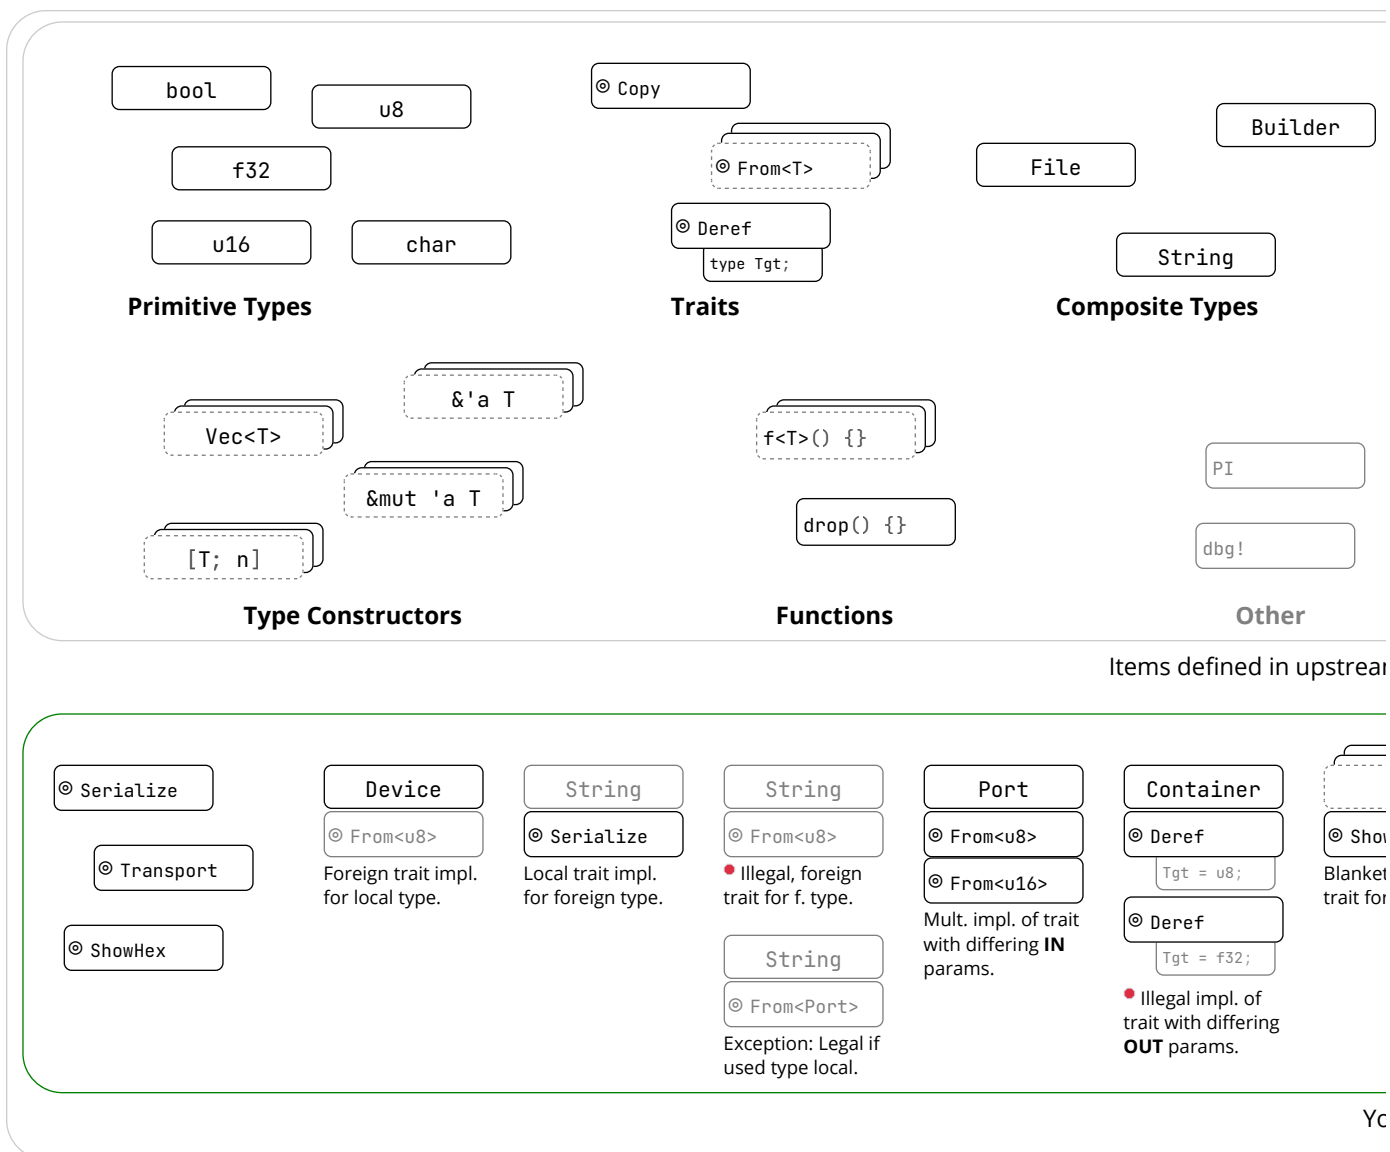 bool
u8
f32
u16
char
Primitive Types
Copy
From<T>
Deref
type Tgt;
Traits
Builder
File
String
Composite Types
&'a T
Vec<T>
&mut 'a T
[T; n]
Type Constructors
f<T>() {}
drop() {}
Functions
PI
dbg!
Other
Items defined in upstream
Serialize
Transport
ShowHex
Device
From<u8>
Foreign trait impl.
for local type.
String
Serialize
Local trait impl.
for foreign type.
String
From<u8>
Illegal, foreign
trait for f. type.
String
From<Port>
Exception: Legal if
used type local.
Port
From<u8>
From<u16>
Mult. impl. of trait
with differing IN
params.
Container
Deref
Tgt = u8;
Deref
Tgt = f32;
Illegal impl. of
trait with differing
OUT params.
Show
Blanket
trait for
Yo